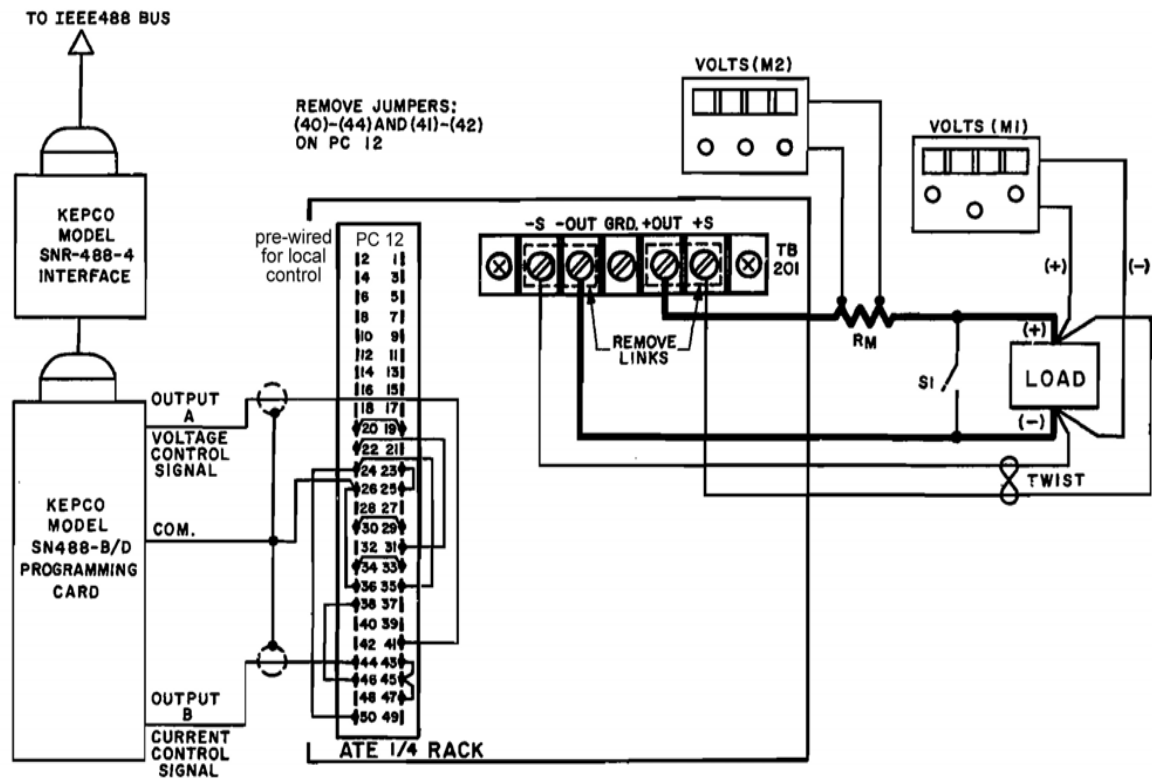 TO IEEE488 BUS
REMOVE JUMPERS:
(40)-(44) AND (41)-(42)
ON PC 12
VOLTS (M2)
VOLTS (M1)
KEPCO
MODEL
SNR-488-4
INTERFACE
pre-wired
for local
control
PC 12
2 1
4 3
6 5
8 7
10 9
12 11
14 13
16 15
18 17
20 19
22 21
24 23
26 25
28 27
30 29
32 31
34 33
36 35
38 37
40 39
42 41
44 43
46 45
48 47
50 49
-S -OUT GRD. +OUT +S
TB
201
REMOVE
LINKS
RM
S1
(+)
(-)
(+)
LOAD
(-)
TWIST
OUTPUT
A
VOLTAGE
CONTROL
SIGNAL
KEPCO
MODEL
SN488-B/D
PROGRAMMING
CARD
COM.
OUTPUT
B
CURRENT
CONTROL
SIGNAL
ATE 1/4 RACK